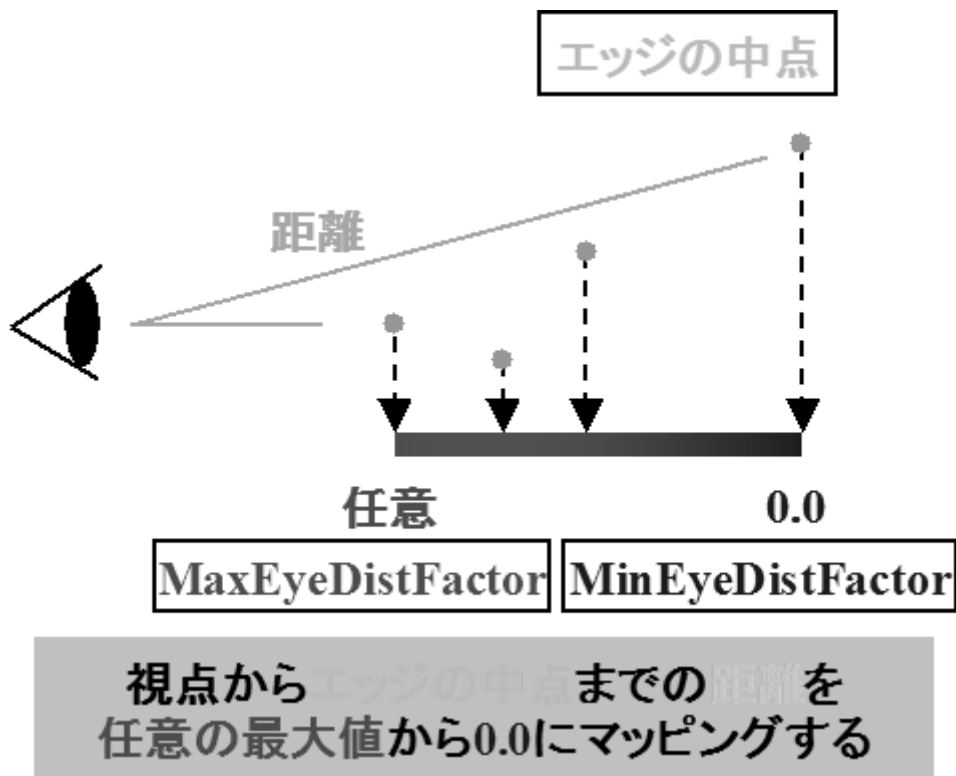 エッジの中点
距離
任意
0.0
MaxEyeDistFactor
MinEyeDistFactor
視点からエッジの中点までの距離を
任意の最大値から0.0にマッピングする